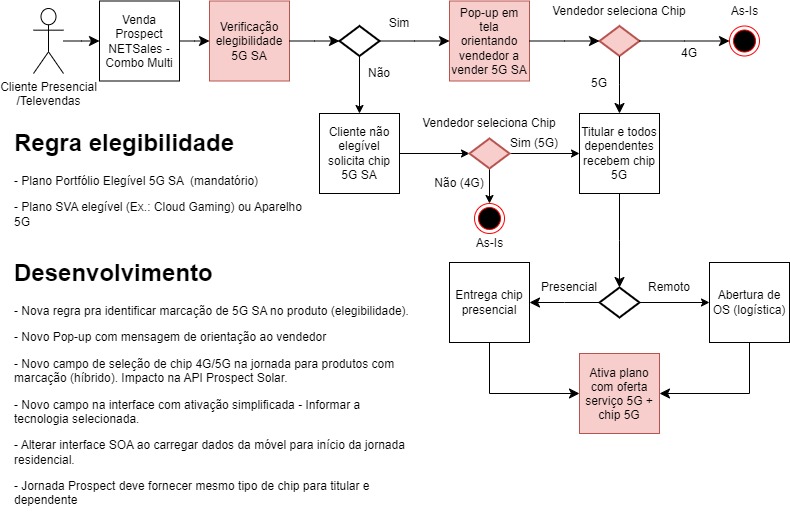 Cliente Presencial
/Televendas
Venda
Prospect
NETSales -
Combo Multi
Verificação
elegibilidade
5G SA
Sim
Não
Pop-up em
tela
orientando
vendedor a
vender 5G SA
Vendedor seleciona Chip
4G
As-Is
5G
Cliente não
elegível
solicita chip
5G SA
Vendedor seleciona Chip
Sim (5G)
Não (4G)
As-Is
Titular e todos
dependentes
recebem chip
5G
Presencial
Remoto
Entrega chip
presencial
Abertura de
OS (logística)
Ativa plano
com oferta
serviço 5G +
chip 5G
Regra elegibilidade
- Plano Portfólio Elegível 5G SA (mandatório)
- Plano SVA elegível (Ex.: Cloud Gaming) ou Aparelho
5G
Desenvolvimento
- Nova regra pra identificar marcação de 5G SA no produto (elegibilidade).
- Novo Pop-up com mensagem de orientação ao vendedor
- Novo campo de seleção de chip 4G/5G na jornada para produtos com
marcação (híbrido). Impacto na API Prospect Solar.
- Novo campo na interface com ativação simplificada - Informar a
tecnologia selecionada.
- Alterar interface SOA ao carregar dados da móvel para início da jornada
residencial.
- Jornada Prospect deve fornecer mesmo tipo de chip para titular e
dependente